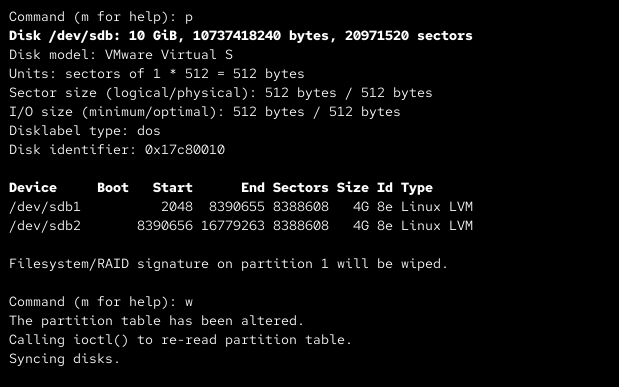 Command (m for help): p
Disk /dev/sdb: 10 GiB, 10737418240 bytes, 20971520 sectors
Disk model: VMware Virtual S
Units: sectors of 1 * 512 = 512 bytes
Sector size (logical/physical): 512 bytes / 512 bytes
I/O size (minimum/optimal): 512 bytes / 512 bytes
Disklabel type: dos
Disk identifier: 0x17c80010

Device     Boot   Start      End Sectors Size Id Type
/dev/sdb1          2048  8390655 8388608   4G 8e Linux LVM
/dev/sdb2       8390656 16779263 8388608   4G 8e Linux LVM

Filesystem/RAID signature on partition 1 will be wiped.

Command (m for help): w
The partition table has been altered.
Calling ioctl() to re-read partition table.
Syncing disks.